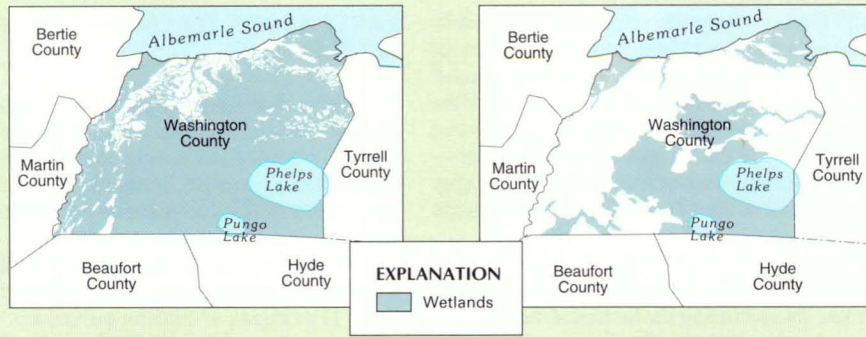 Albemarle Sound
Bertie
County
Washington
County
Martin
County
Tyrrell
County
Phelps
Lake
Pungo
Lake
Beaufort
County
Hyde
County
Albemarle Sound
Bertie
County
Washington
County
Martin
County
Tyrrell
County
Phelps
Lake
Pungo
Lake
Beaufort
County
Hyde
County
EXPLANATION
Wetlands